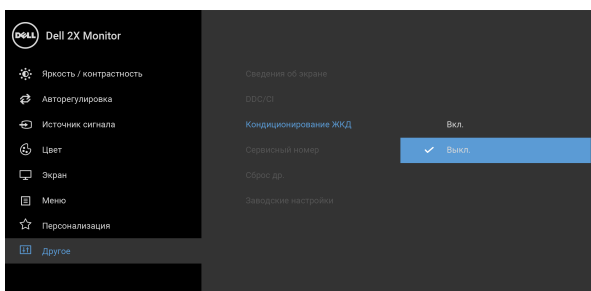 DELL Dell 2X Monitor
Яркость / контрастность
Авторегулировка
Источник сигнала
Цвет
Экран
Меню
Персонализация
Другое
Сведения об экране
DDC/CI
Кондиционирование ЖКД
Сервисный номер
Сброс др.
Заводские настройки
Вкл.
Выкл.